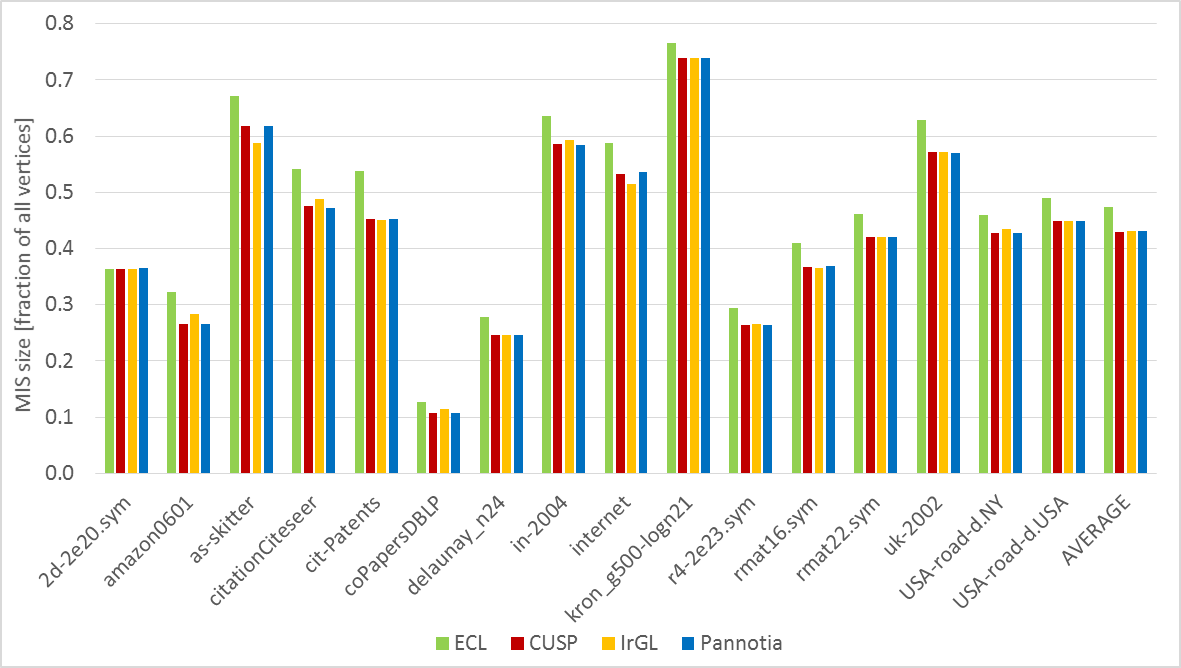 0.8
0.7
0.6
0.5
0.4
0.3
0.2
0.1
0.0
MIS size [fraction of all vertices]
2d-2e20.sym
amazon0601
as-skitter
citationCiteseer
cit-Patents
coPapersDBLP
delaunay_n24
in-2004
internet
kron_g500-logn21
r4-2e23.sym
rmat16.sym
rmat22.sym
uk-2002
USA-road-d.NY
USA-road-d.USA
AVERAGE
ECL CUSP IrGL Pannotia